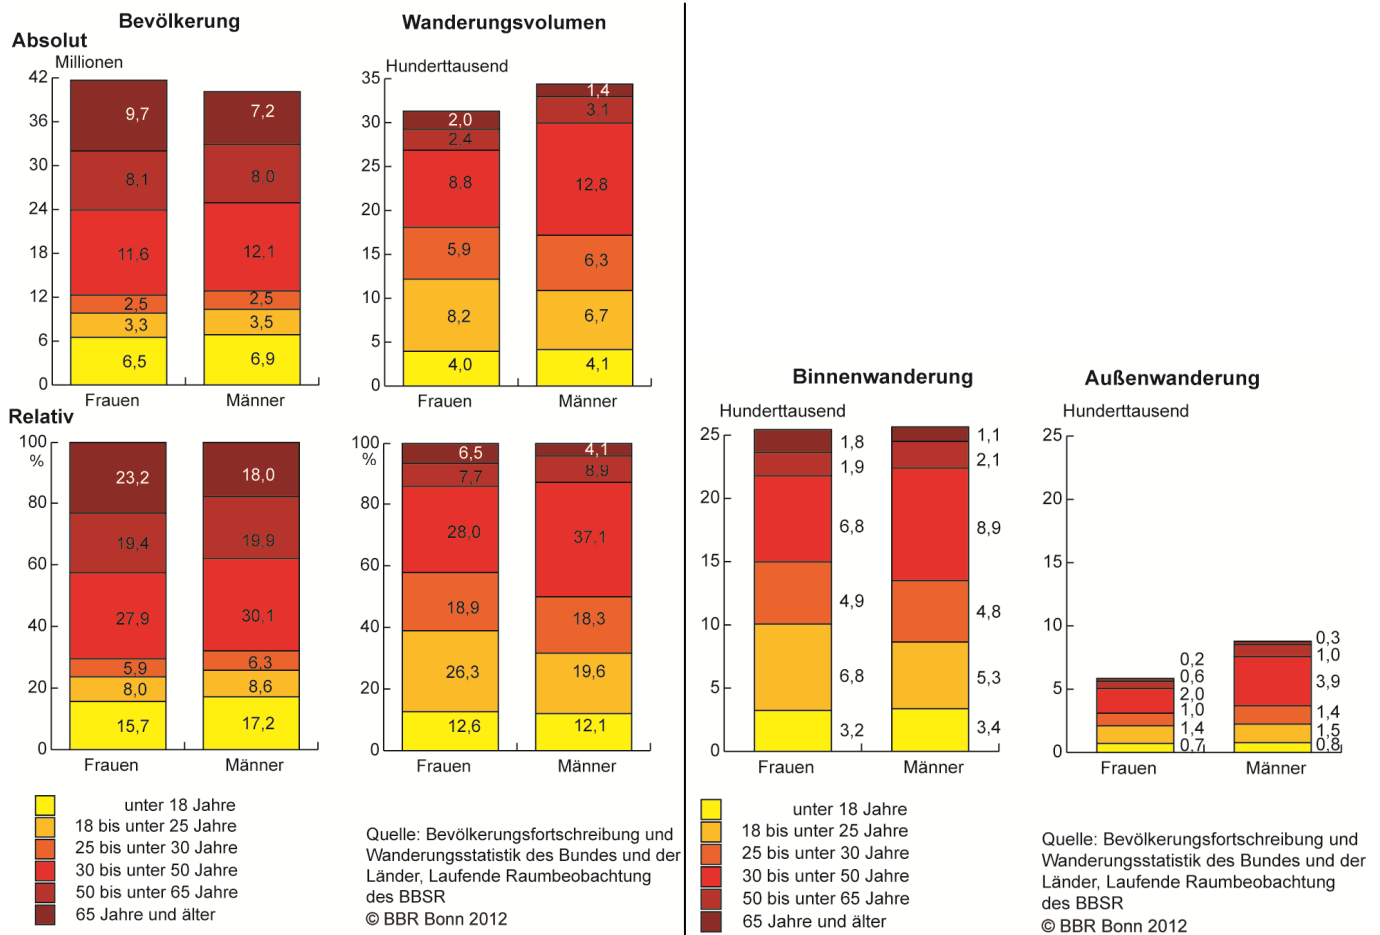 Bevölkerung
Wanderungsvolumen
Absolut
Millionen
Hunderttausend
42
36
30
24
18
12
6
0
9,7
8,1
11,6
2,5
3,3
6,5
7,2
8,0
12,1
2,5
3,5
6,9
Frauen
Männer
35
30
25
20
15
10
5
0
2,0
2,4
8,8
5,9
8,2
4,0
1,4
3,1
12,8
6,3
6,7
4,1
Frauen
Männer
Relativ
100
%
80
60
40
20
0
23,2
19,4
27,9
5,9
8,0
15,7
18,0
19,9
30,1
6,3
8,6
17,2
Frauen
Männer
100
%
80
60
40
20
0
6,5
7,7
28,0
18,9
26,3
12,6
4,1
8,9
37,1
18,3
19,6
12,1
Frauen
Männer
unter 18 Jahre
18 bis unter 25 Jahre
25 bis unter 30 Jahre
30 bis unter 50 Jahre
50 bis unter 65 Jahre
65 Jahre und älter
Quelle: Bevölkerungsfortschreibung und
Wanderungsstatistik des Bundes und der
Länder, Laufende Raumbeobachtung
des BBSR
© BBR Bonn 2012
Binnenwanderung
Außenwanderung
Hunderttausend
25
20
15
10
5
0
1,8
1,9
6,8
4,9
6,8
3,2
1,1
2,1
8,9
4,8
5,3
3,4
Frauen
Männer
Hunderttausend
25
20
15
10
5
0
0,2
0,6
2,0
1,0
1,4
0,7
0,3
1,0
3,9
1,4
1,5
0,8
Frauen
Männer
unter 18 Jahre
18 bis unter 25 Jahre
25 bis unter 30 Jahre
30 bis unter 50 Jahre
50 bis unter 65 Jahre
65 Jahre und älter
Quelle: Bevölkerungsfortschreibung und
Wanderungsstatistik des Bundes und der
Länder, Laufende Raumbeobachtung
des BBSR
© BBR Bonn 2012